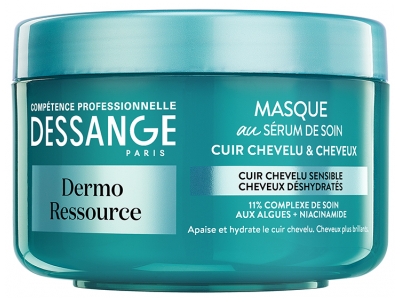 COMPÉTENCE PROFESSIONNELLE
DESSANGE
PARIS
Dermo
Ressource
MASQUE
au SÉRUM DE SOIN
CUIR CHEVELU & CHEVEUX
CUIR CHEVELU SENSIBLE
CHEVEUX DÉSHYDRATÉS
11% COMPLEXE DE SOIN
AUX ALGUES + NIACINAMIDE
Apaise et hydrate le cuir chevelu. Cheveux plus brillants.